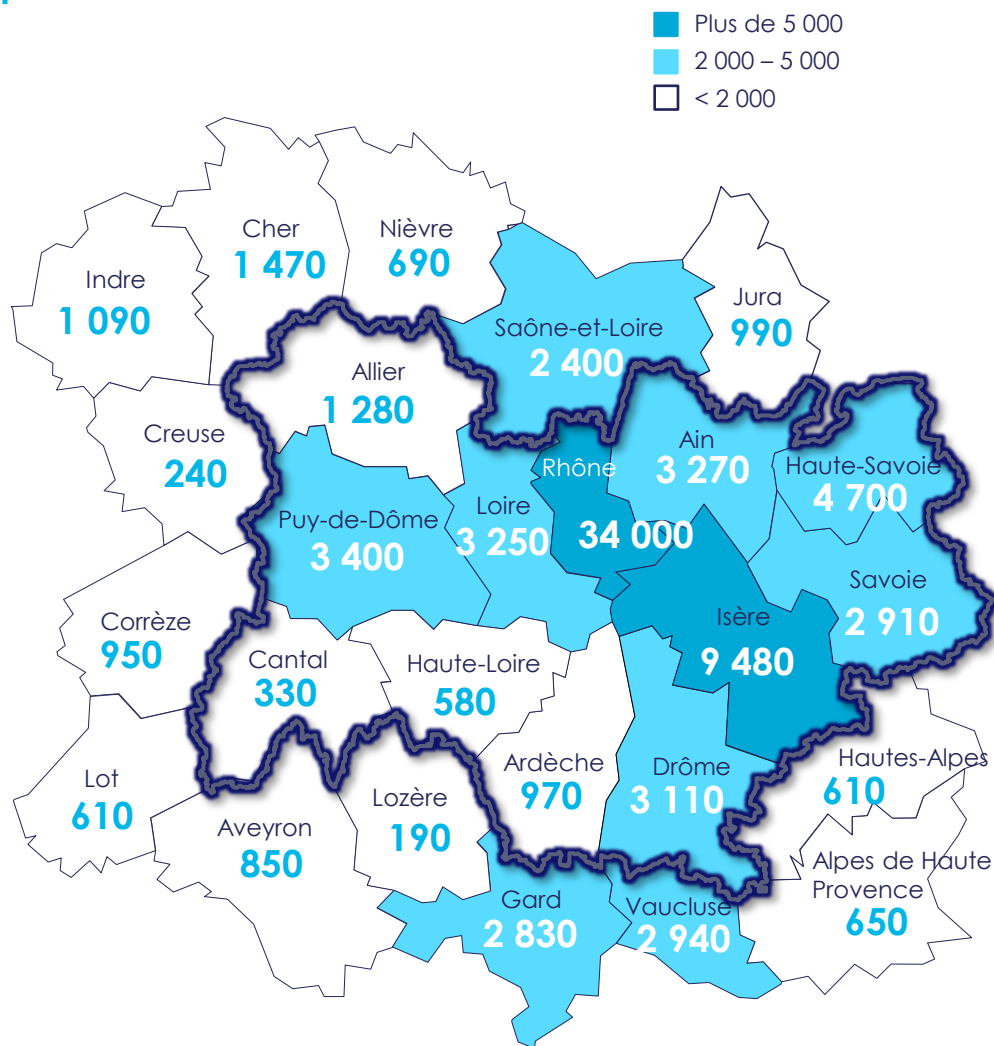 Plus de 5 000
2 000 – 5 000
< 2 000
Cher
1 470
Nièvre
690
Indre
1 090
Jura
990
Saône-et-Loire
2 400
Allier
1 280
Creuse
240
Ain
3 270
Rhône
34 000
Haute-Savoie
4 700
Puy-de-Dôme
3 400
Loire
3 250
Savoie
2 910
Isère
9 480
Corrèze
950
Cantal
330
Haute-Loire
580
Lot
610
Aveyron
850
Lozère
190
Ardèche
970
Drôme
3 110
Hautes-Alpes
610
Alpes de Haute
Provence
650
Gard
2 830
Vaucluse
2 940